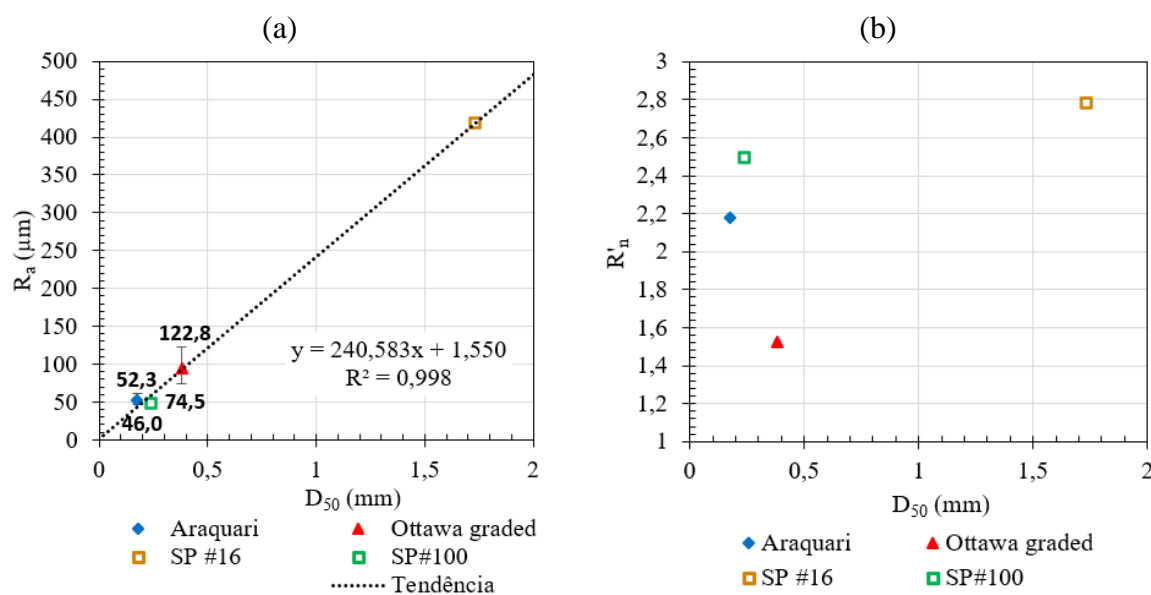 (a)
500
450
400
350
300
250
200
150
100
50
0
Rₐ (μm)
122,8
52,3
74,5
46,0
y = 240,583x + 1,550
R² = 0,998
0 0,5 1 1,5 2
D₅₀ (mm)
Araquari Ottawa graded
SP #16 SP#100
Tendência
(b)
3
2,8
2,6
2,4
2,2
2
1,8
1,6
1,4
1,2
1
R'ₙ
0 0,5 1 1,5 2
D₅₀ (mm)
Araquari Ottawa graded
SP #16 SP#100